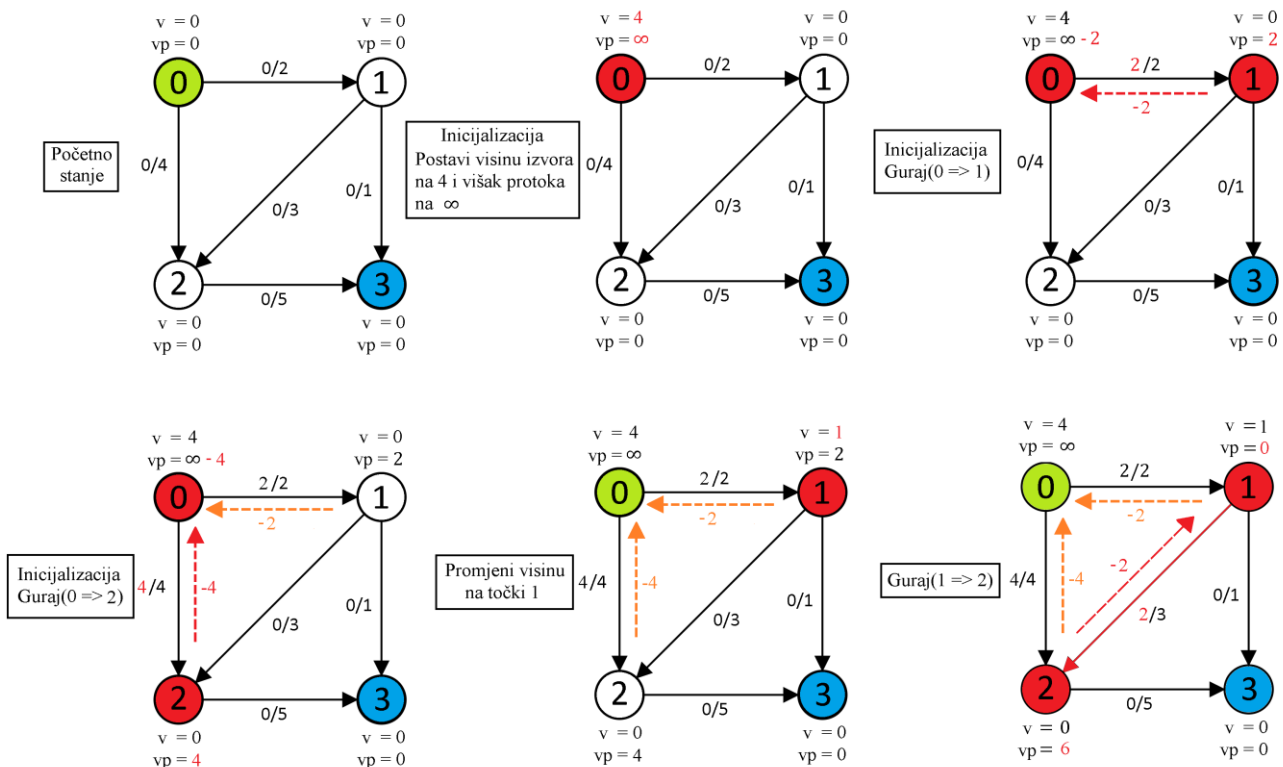 v = 0
vp = 0
v = 0
vp = 0
0
0/2
1
Početno
stanje
0/4
0/3
0/1
2
0/5
3
v = 0
vp = 0
v = 0
vp = 0
v = 4
vp = ∞
v = 0
vp = 0
0
0/2
1
Inicijalizacija
Postavi visinu izvora
na 4 i višak protoka
na ∞
0/4
0/3
0/1
2
0/5
3
v = 0
vp = 0
v = 0
vp = 0
v = 4
vp = ∞ -2
v = 0
vp = 2
0
2/2
1
-2
Inicijalizacija
Guraj(0 => 1)
0/4
0/3
0/1
2
0/5
3
v = 0
vp = 0
v = 0
vp = 0
v = 4
vp = ∞ - 4
v = 0
vp = 2
0
2/2
1
-2
Inicijalizacija
Guraj(0 => 2)
4/4
-4
0/3
0/1
2
0/5
3
v = 0
vp = 4
v = 0
vp = 0
v = 4
vp = ∞
v = 1
vp = 2
0
2/2
1
-2
Promjeni visinu
na točki 1
4/4
-4
0/3
0/1
2
0/5
3
v = 0
vp = 4
v = 0
vp = 0
v = 4
vp = ∞
v = 1
vp = 0
0
2/2
1
-2
Guraj(1 => 2)
4/4
-4
-2
2/3
0/1
2
0/5
3
v = 0
vp = 6
v = 0
vp = 0